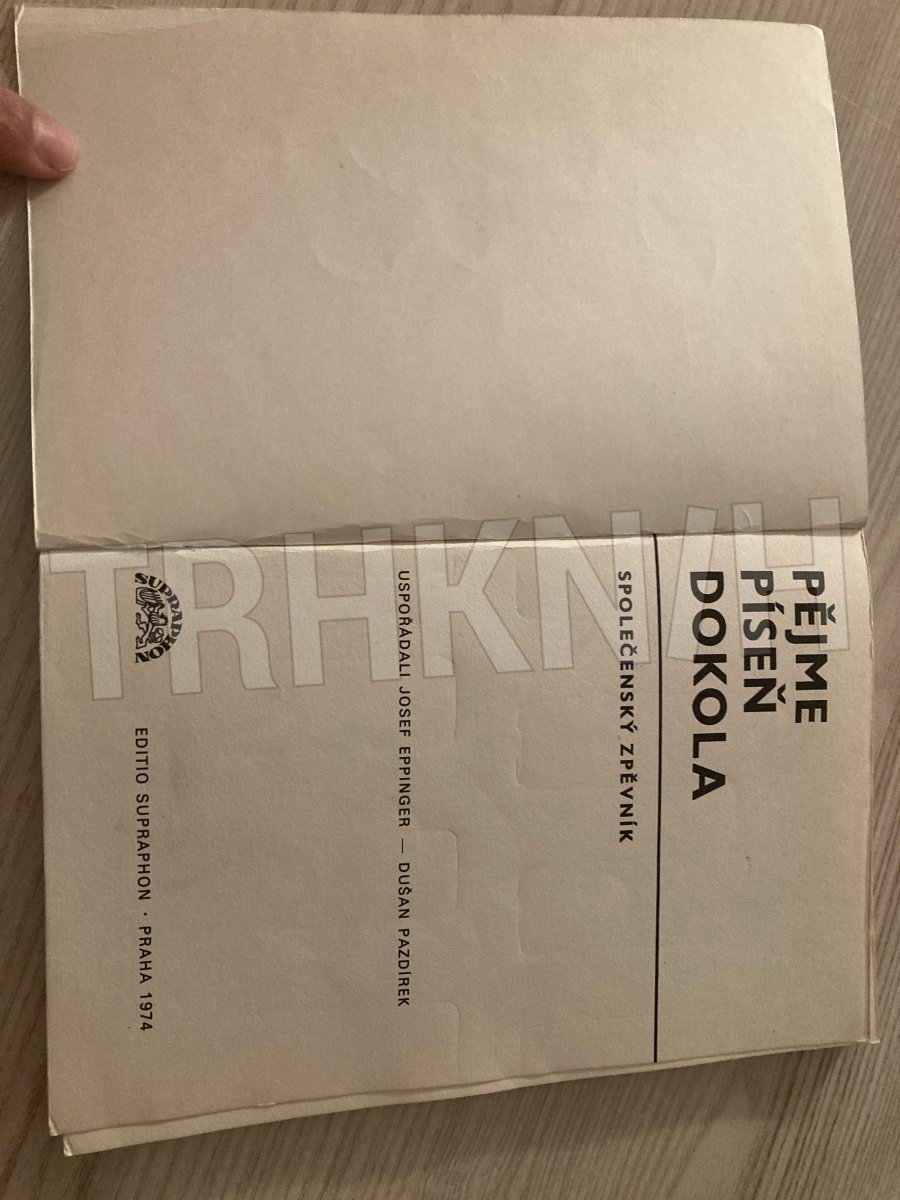 PĚJME
PÍSEŇ
DOKOLA
SPOLEČENSKÝ ZPĚVNÍK
USPOŘÁDALI JOSEF EPPINGER — DUŠAN PAZDÍREK
SUPRAPHON
EDITIO SUPRAPHON · PRAHA 1974
TRHKNIH